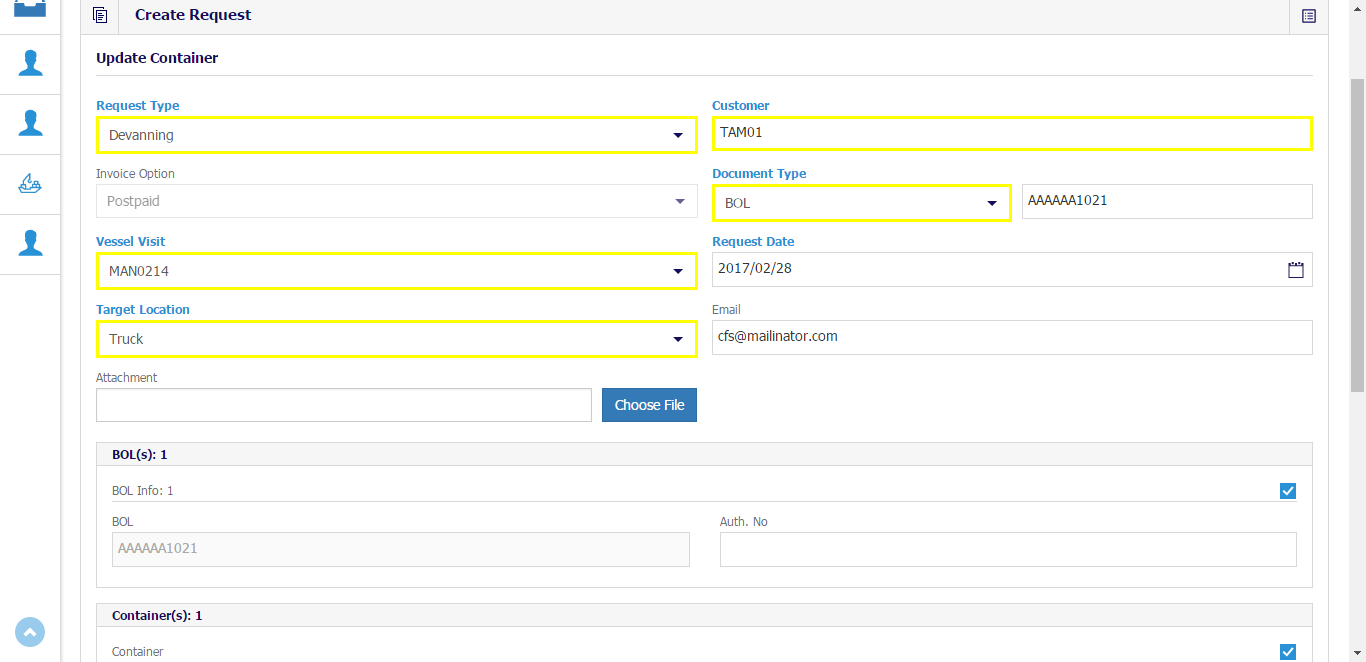 Create Request
Update Container
Request Type
Customer
Devanning
TAM01
Invoice Option
Document Type
Postpaid
BOL
AAAAAA1021
Vessel Visit
Request Date
MAN0214
2017/02/28
Target Location
Email
Truck
cfs@mailinator.com
Attachment
Choose File
BOL(s): 1
BOL Info: 1
BOL
Auth. No
AAAAAA1021
Container(s): 1
Container